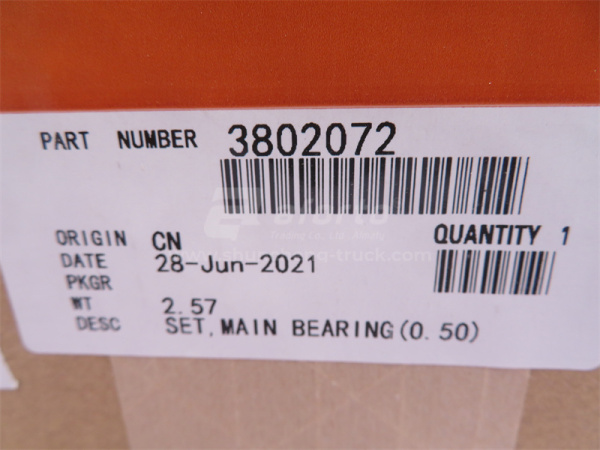 PART NUMBER 3802072
ORIGIN CN
QUANTITY 1
DATE 28-Jun-2021
PKGR
WT 2.57
DESC SET, MAIN BEARING(0.50)